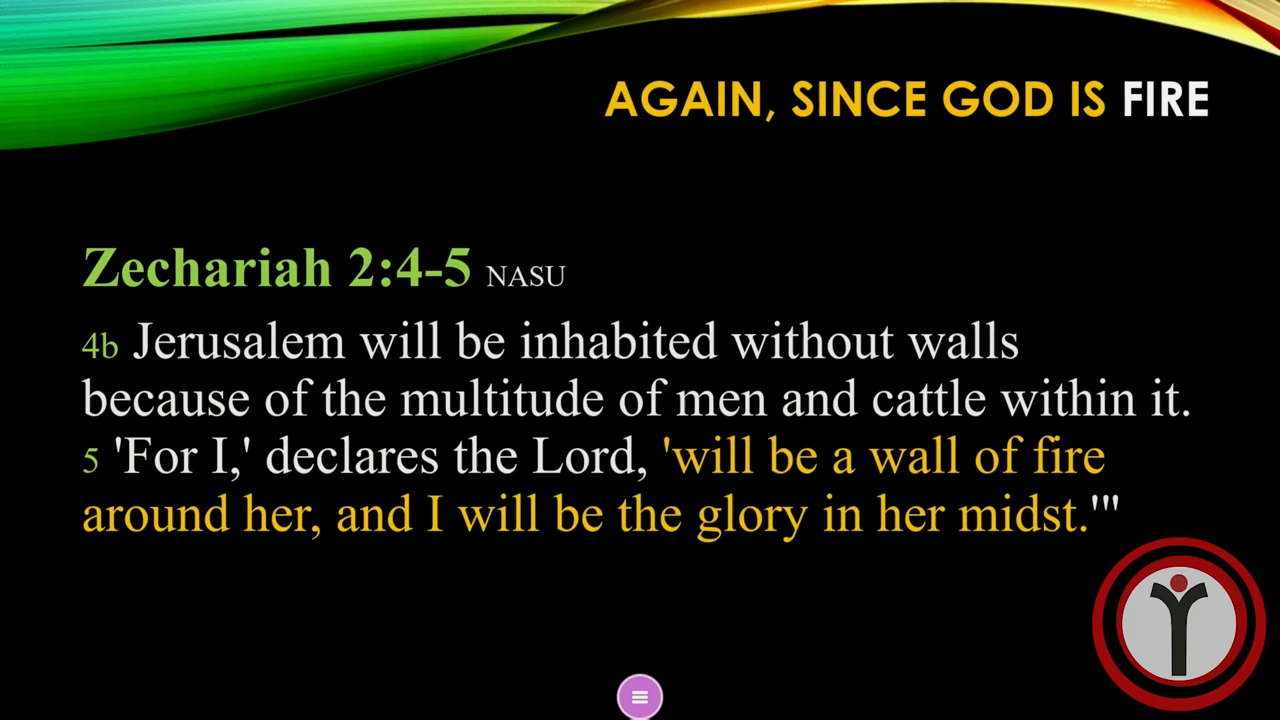 AGAIN, SINCE GOD IS FIRE
Zechariah 2:4-5 NASU
4b Jerusalem will be inhabited without walls
because of the multitude of men and cattle within it.
5 'For I,' declares the Lord, 'will be a wall of fire
around her, and I will be the glory in her midst.'"